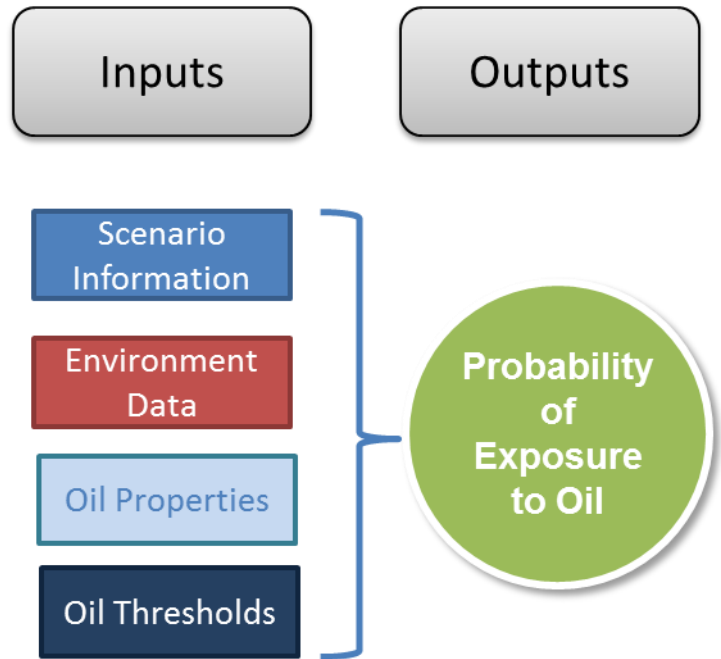 Inputs
Outputs
Scenario
Information
Environment
Data
Oil Properties
Oil Thresholds
Probability
of
Exposure
to Oil